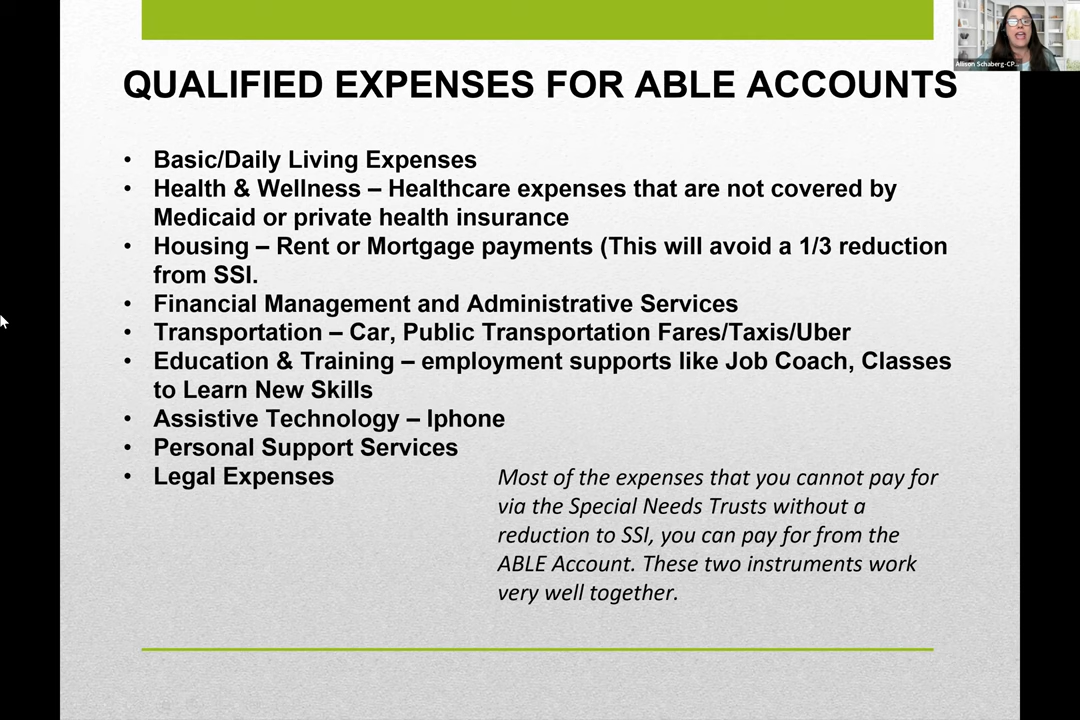 Allison Schaberg-CP...
QUALIFIED EXPENSES FOR ABLE ACCOUNTS
• Basic/Daily Living Expenses
• Health & Wellness – Healthcare expenses that are not covered by
Medicaid or private health insurance
• Housing – Rent or Mortgage payments (This will avoid a 1/3 reduction
from SSI.
• Financial Management and Administrative Services
• Transportation – Car, Public Transportation Fares/Taxis/Uber
• Education & Training – employment supports like Job Coach, Classes
to Learn New Skills
• Assistive Technology – Iphone
• Personal Support Services
• Legal Expenses
Most of the expenses that you cannot pay for
via the Special Needs Trusts without a
reduction to SSI, you can pay for from the
ABLE Account. These two instruments work
very well together.